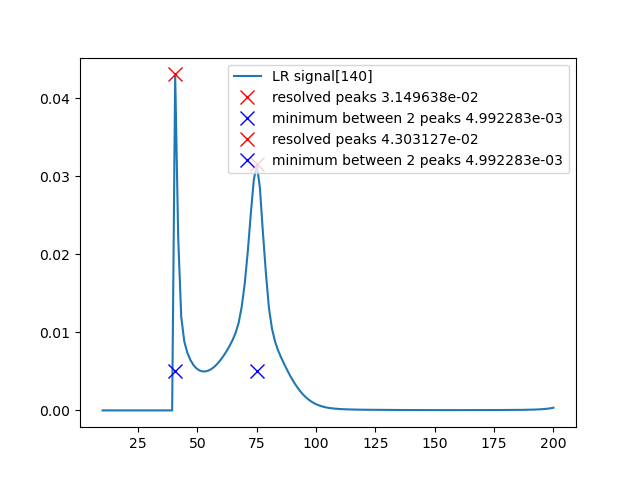 LR signal[140]
resolved peaks 3.149638e-02
minimum between 2 peaks 4.992283e-03
resolved peaks 4.303127e-02
minimum between 2 peaks 4.992283e-03
0.04
0.03
0.02
0.01
0.00
25 50 75 100 125 150 175 200